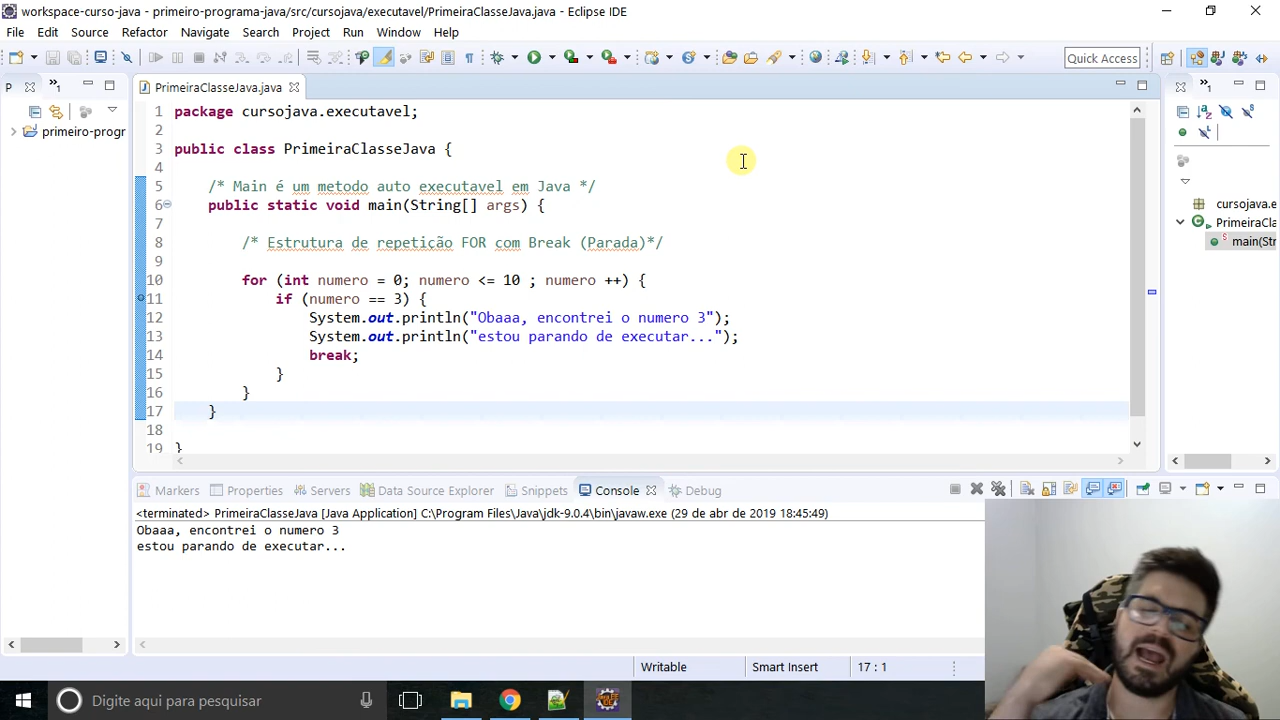 workspace-curso-java - primeiro-programa-java/src/cursojava/executavel/PrimeiraClasseJava.java - Eclipse IDE
File Edit Source Refactor Navigate Search Project Run Window Help
Quick Access
P
PrimeiraClasseJava.java
primeiro-progr
1 package cursojava.executavel;
2
3 public class PrimeiraClasseJava {
4
5 /* Main é um metodo auto executavel em Java */
6 public static void main(String[] args) {
7
8 /* Estrutura de repetição FOR com Break (Parada)*/
9
10 for (int numero = 0; numero <= 10 ; numero ++) {
11 if (numero == 3) {
12 System.out.println("Obaaa, encontrei o numero 3");
13 System.out.println("estou parando de executar...");
14 break;
15 }
16 }
17 }
18
19 }
cursojava.e
PrimeiraCla
main(Str
Markers Properties Servers Data Source Explorer Snippets Console Debug
<terminated> PrimeiraClasseJava [Java Application] C:\Program Files\Java\jdk-9.0.4\bin\javaw.exe (29 de abr de 2019 18:45:49)
Obaaa, encontrei o numero 3
estou parando de executar...
Writable Smart Insert 17 : 1
Digite aqui para pesquisar